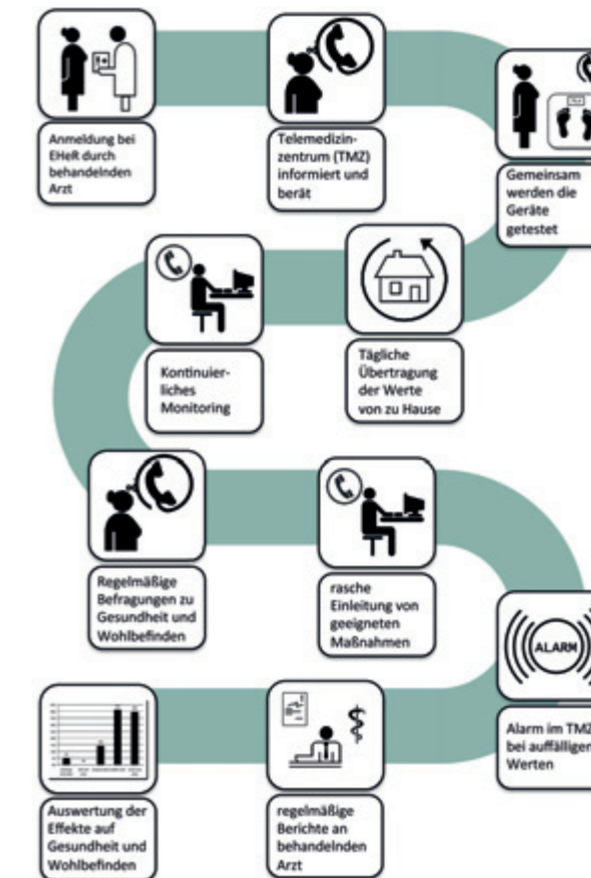 Anmeldung bei
EHeR durch
behandelnden
Arzt
Telemedizin-
zentrum (TMZ)
informiert und
berät
Gemeinsam
werden die
Geräte
getestet
Tägliche
Übertragung
der Werte
von zu Hause
Kontinuier-
liches
Monitoring
Regelmäßige
Befragungen zu
Gesundheit und
Wohlbefinden
rasche
Einleitung von
geeigneten
Maßnahmen
ALARM
Alarm im TMZ
bei auffälligen
Werten
regelmäßige
Berichte an
behandelnden
Arzt
Auswertung der
Effekte auf
Gesundheit und
Wohlbefinden